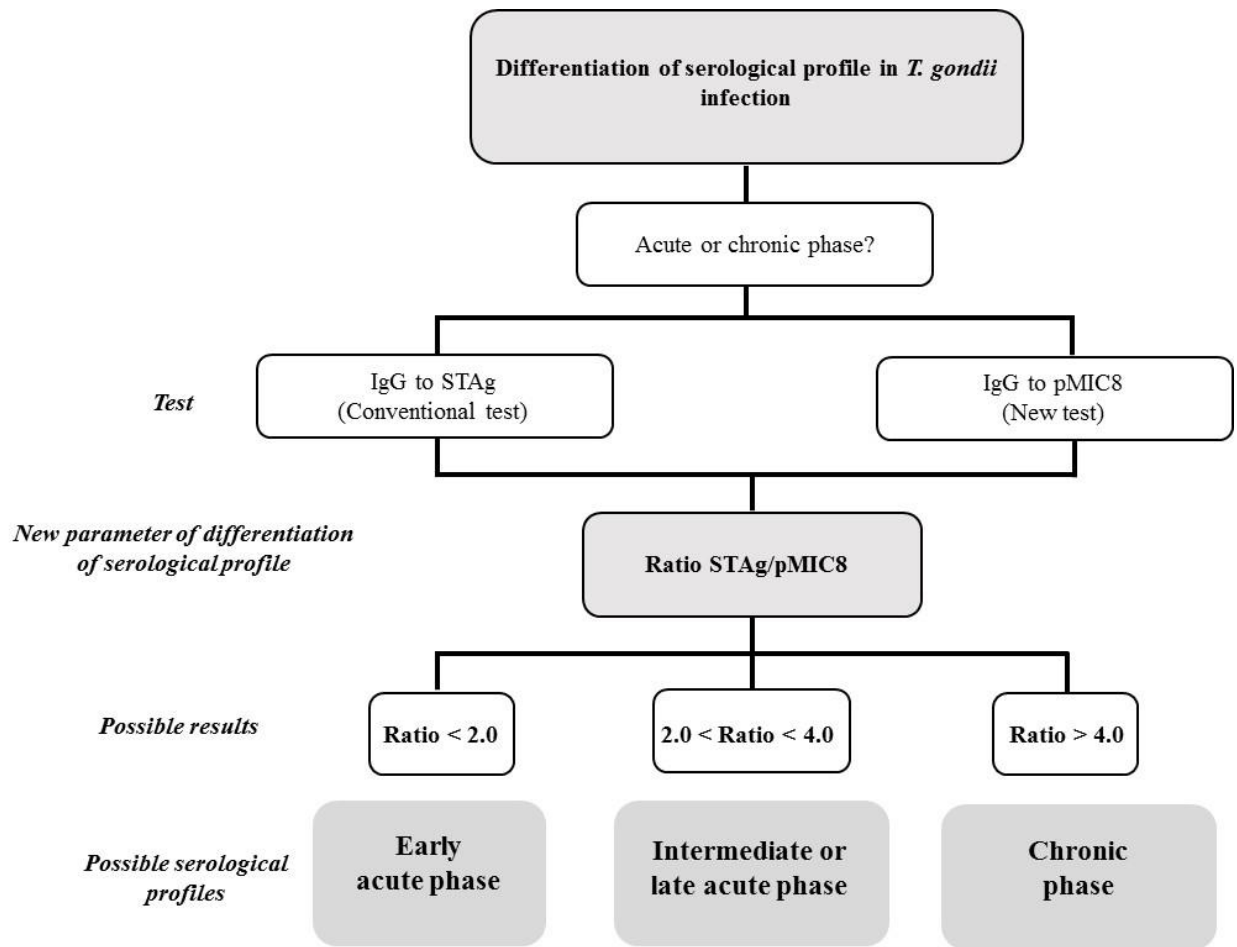 Differentiation of serological profile in T. gondii
infection
Acute or chronic phase?
Test
IgG to STAg
(Conventional test)
IgG to pMIC8
(New test)
New parameter of differentiation
of serological profile
Ratio STAg/pMIC8
Possible results
Ratio < 2.0
2.0 < Ratio < 4.0
Ratio > 4.0
Possible serological
profiles
Early
acute phase
Intermediate or
late acute phase
Chronic
phase